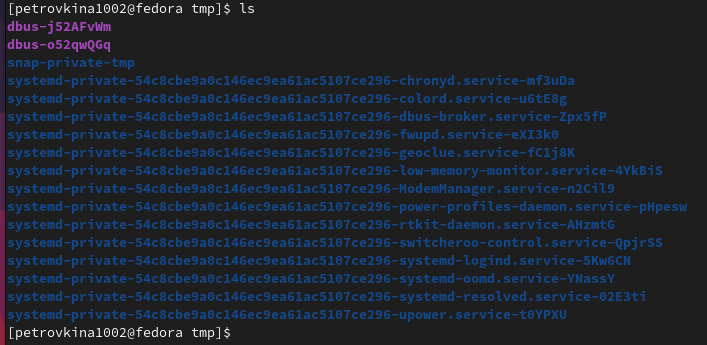 [petrovkina1002@fedora tmp]$ ls
dbus-j52AFvWm
dbus-o52qwQGq
snap-private-tmp
systemd-private-54c8cbe9a0c146ec9ea61ac5107ce296-chronyd.service-mf3uDa
systemd-private-54c8cbe9a0c146ec9ea61ac5107ce296-colord.service-u6tE8g
systemd-private-54c8cbe9a0c146ec9ea61ac5107ce296-dbus-broker.service-Zpx5fP
systemd-private-54c8cbe9a0c146ec9ea61ac5107ce296-fwupd.service-eXI3k0
systemd-private-54c8cbe9a0c146ec9ea61ac5107ce296-geoclue.service-fC1j8K
systemd-private-54c8cbe9a0c146ec9ea61ac5107ce296-low-memory-monitor.service-4YkBiS
systemd-private-54c8cbe9a0c146ec9ea61ac5107ce296-ModemManager.service-n2Cil9
systemd-private-54c8cbe9a0c146ec9ea61ac5107ce296-power-profiles-daemon.service-pHpesw
systemd-private-54c8cbe9a0c146ec9ea61ac5107ce296-rtkit-daemon.service-AHzmtG
systemd-private-54c8cbe9a0c146ec9ea61ac5107ce296-switcheroo-control.service-QpjrSS
systemd-private-54c8cbe9a0c146ec9ea61ac5107ce296-systemd-logind.service-5Kw6CN
systemd-private-54c8cbe9a0c146ec9ea61ac5107ce296-systemd-oomd.service-YNassY
systemd-private-54c8cbe9a0c146ec9ea61ac5107ce296-systemd-resolved.service-02E3ti
systemd-private-54c8cbe9a0c146ec9ea61ac5107ce296-upower.service-t0YPXU
[petrovkina1002@fedora tmp]$